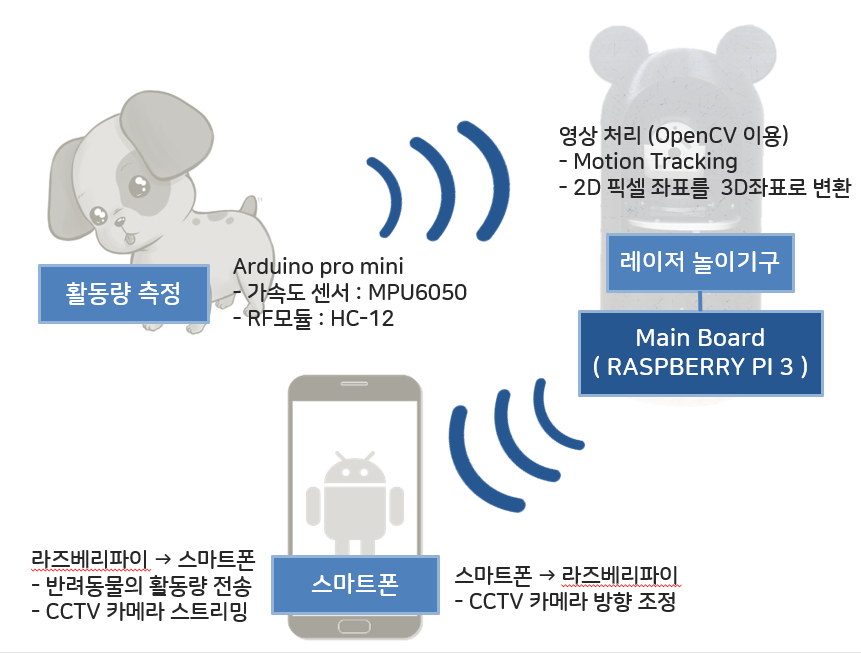 영상 처리 (OpenCV 이용)
- Motion Tracking
- 2D 픽셀 좌표를 3D좌표로 변환
레이저 놀이기구
Main Board
( RASPBERRY PI 3 )
활동량 측정
Arduino pro mini
- 가속도 센서 : MPU6050
- RF모듈 : HC-12
라즈베리파이 → 스마트폰
- 반려동물의 활동량 전송
- CCTV 카메라 스트리밍
스마트폰
스마트폰 → 라즈베리파이
- CCTV 카메라 방향 조정